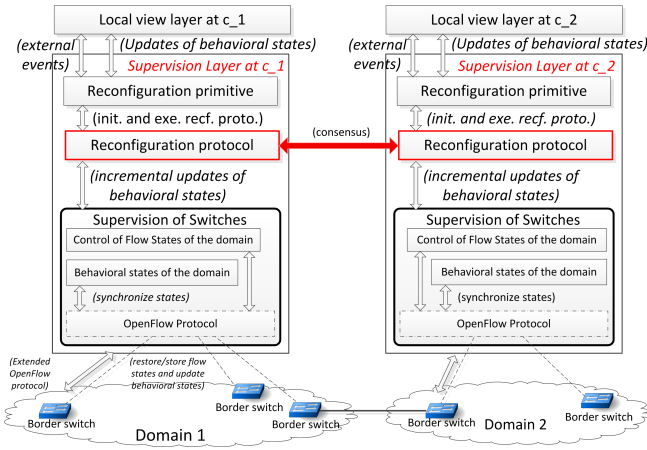 Local view layer at c_1
(external
events)
(Updates of behavioral states)
Supervision Layer at c_1
Reconfiguration primitive
(init. and exe. recf. proto.)
Reconfiguration protocol
(incremental updates
of behavioral states)
Supervision of Switches
Control of Flow States of the domain
Behavioral states of the domain
(synchronize states)
OpenFlow Protocol
(Extended
OpenFlow
protocol)
(restore/store flow
states and update
behavioral states)
Border switch
Border switch
Border switch
Domain 1
(consensus)
Local view layer at c_2
(external
events)
(Updates of behavioral states)
Supervision Layer at c_2
Reconfiguration primitive
(init. and exe. recf. proto.)
Reconfiguration protocol
(incremental updates
of behavioral states)
Supervision of Switches
Control of Flow States of the domain
Behavioral states of the domain
(synchronize states)
OpenFlow Protocol
Border switch
Border switch
Domain 2